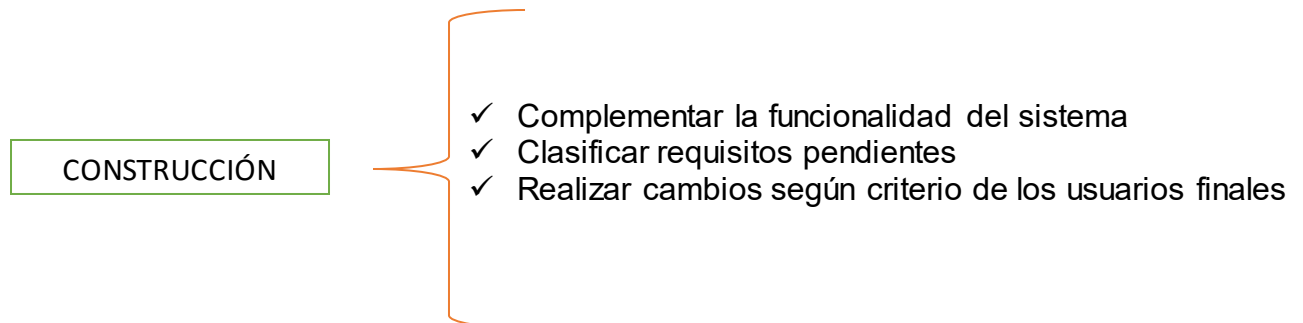 CONSTRUCCIÓN
✓ Complementar la funcionalidad del sistema
✓ Clasificar requisitos pendientes
✓ Realizar cambios según criterio de los usuarios finales